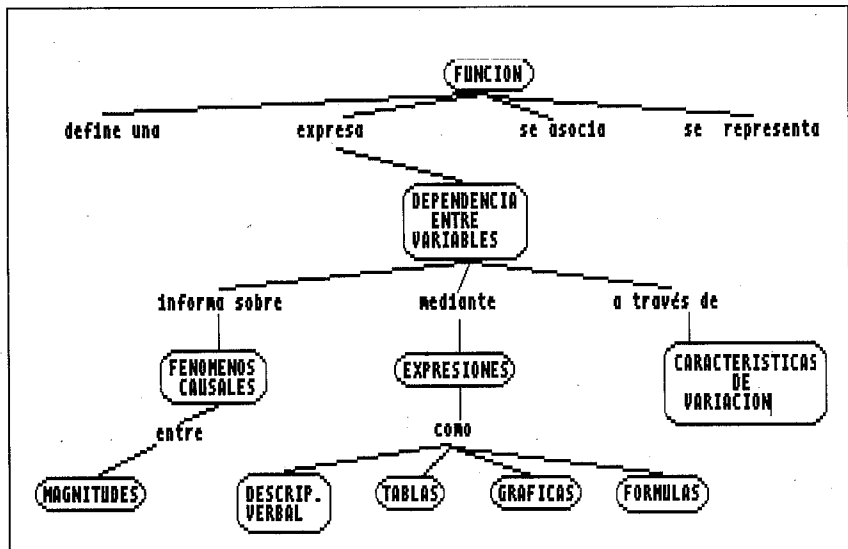 FUNCION
define una
expresa
se asocia
se representa
DEPENDENCIA
ENTRE
VARIABLES
informa sobre
mediante
a través de
FENOMENOS
CAUSALES
EXPRESIONES
CARACTERISTICAS
DE
VARIACION
entre
como
MAGNITUDES
DESCRIP.
VERBAL
TABLAS
GRAFICAS
FORMULAS